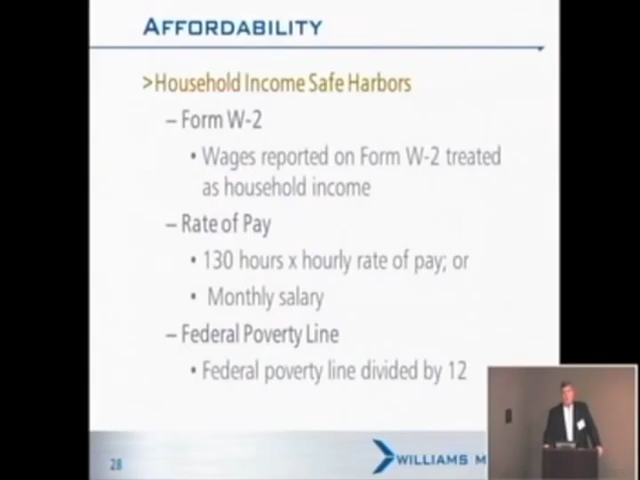 AFFORDABILITY
>Household Income Safe Harbors
– Form W-2
• Wages reported on Form W-2 treated
as household income
– Rate of Pay
• 130 hours x hourly rate of pay; or
• Monthly salary
– Federal Poverty Line
• Federal poverty line divided by 12
28
WILLIAMS M